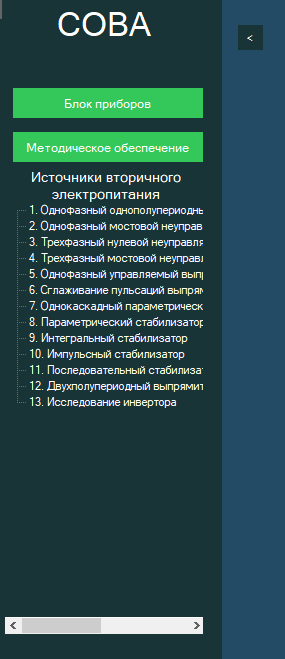 СОВА
<
Блок приборов
Методическое обеспечение
Источники вторичного
электропитания
1. Однофазный однополупериодны
2. Однофазный мостовой неуправ
3. Трехфазный нулевой неуправля
4. Трехфазный мостовой неуправл
5. Однофазный управляемый выпр
6. Сглаживание пульсаций выпрям
7. Однокаскадный параметрическ
8. Параметрический стабилизатор
9. Интегральный стабилизатор
10. Импульсный стабилизатор
11. Последовательный стабилизат
12. Двухполупериодный выпрямит
13. Исследование инвертора